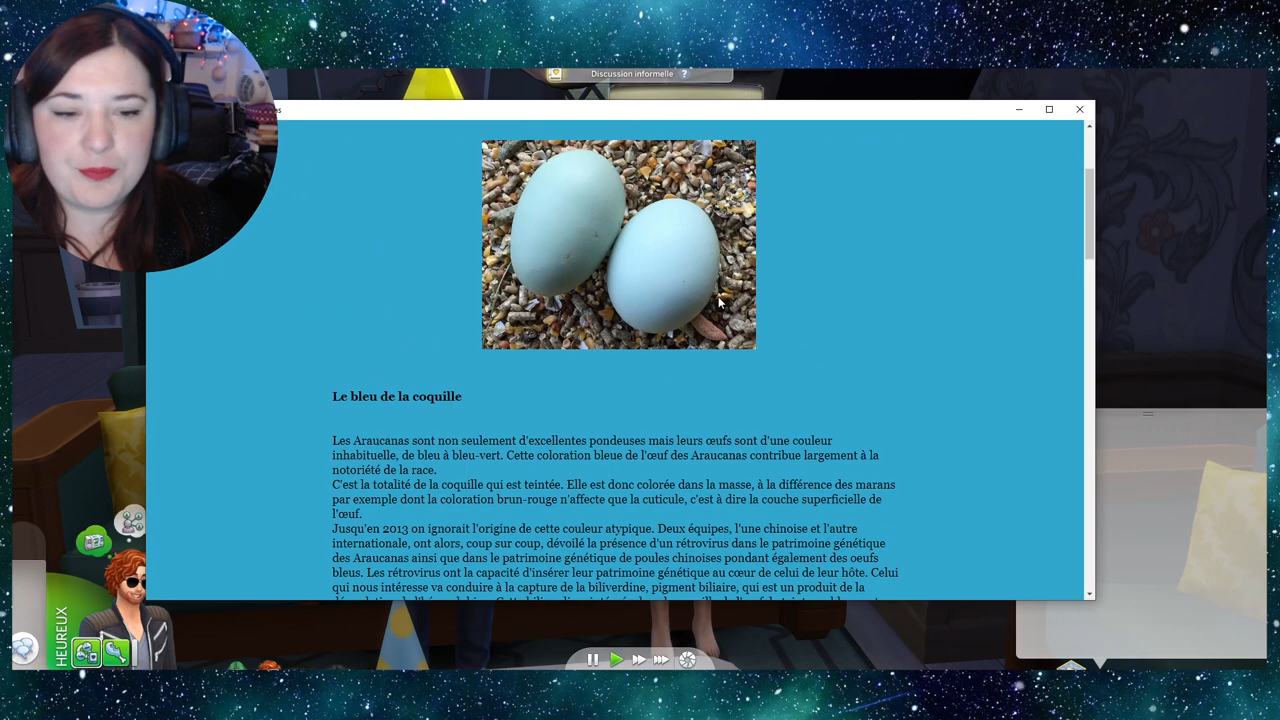 Discussion informelle ?
Le bleu de la coquille
Les Araucanas sont non seulement d'excellentes pondeuses mais leurs œufs sont d'une couleur
inhabituelle, de bleu à bleu-vert. Cette coloration bleue de l'œuf des Araucanas contribue largement à la
notoriété de la race.
C'est la totalité de la coquille qui est teintée. Elle est donc colorée dans la masse, à la différence des marans
par exemple dont la coloration brun-rouge n'affecte que la cuticule, c'est à dire la couche superficielle de
l'œuf.
Jusqu'en 2013 on ignorait l'origine de cette couleur atypique. Deux équipes, l'une chinoise et l'autre
internationale, ont alors, coup sur coup, dévoilé la présence d'un rétrovirus dans le patrimoine génétique
des Araucanas ainsi que dans le patrimoine génétique de poules chinoises pondant également des oeufs
bleus. Les rétrovirus ont la capacité d'insérer leur patrimoine génétique au cœur de celui de leur hôte. Celui
qui nous intéresse va conduire à la capture de la biliverdine, pigment biliaire, qui est un produit de la
HEUREUX